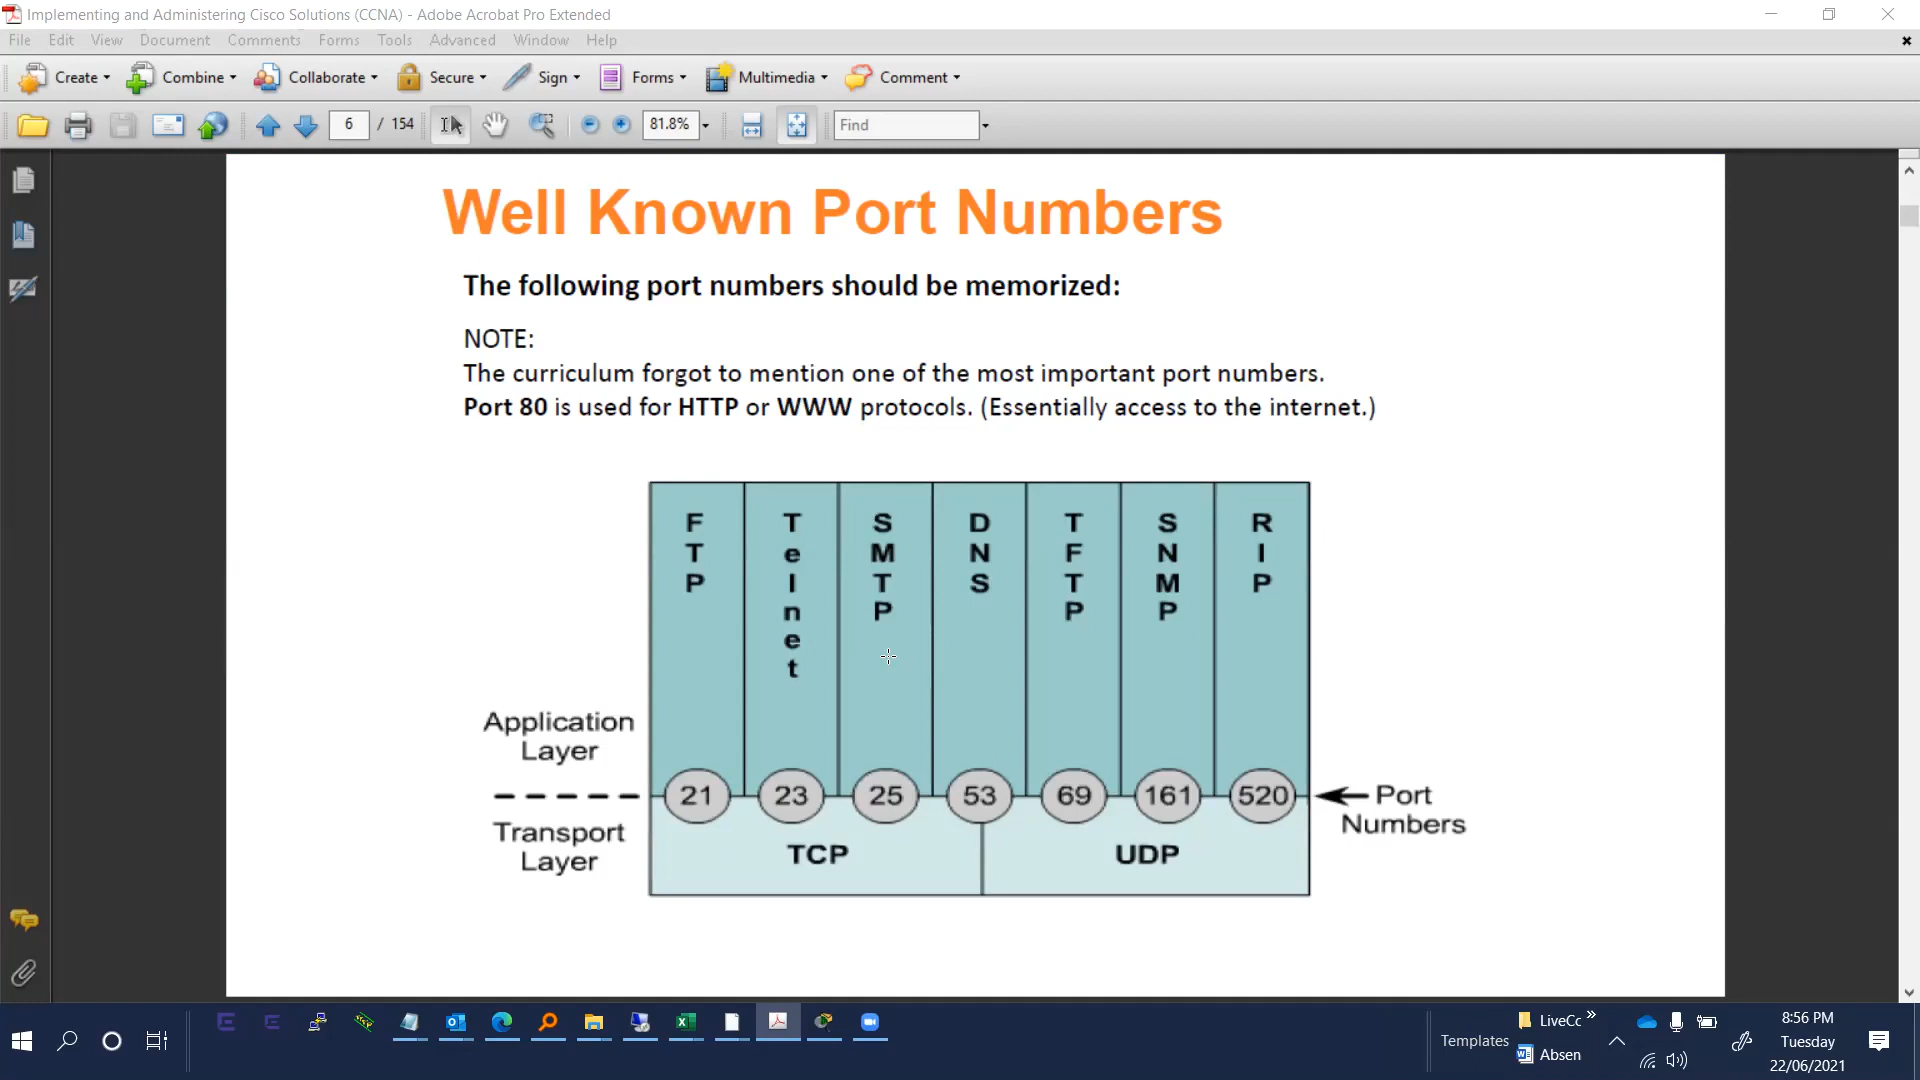 Implementing and Administering Cisco Solutions (CCNA) - Adobe Acrobat Pro Extended
File Edit View Document Comments Forms Tools Advanced Window Help
Create Combine Collaborate Secure Sign Forms Multimedia Comment
6 / 154 81.8% Find
Well Known Port Numbers
The following port numbers should be memorized:
NOTE:
The curriculum forgot to mention one of the most important port numbers.
Port 80 is used for HTTP or WWW protocols. (Essentially access to the internet.)
FTP Telnet SMTP DNS TFTP SNMP RIP
Application
Layer
21 23 25 53 69 161 520
Port
Numbers
Transport
Layer
TCP UDP
Templates
LiveCc
Absen
8:56 PM
Tuesday
22/06/2021